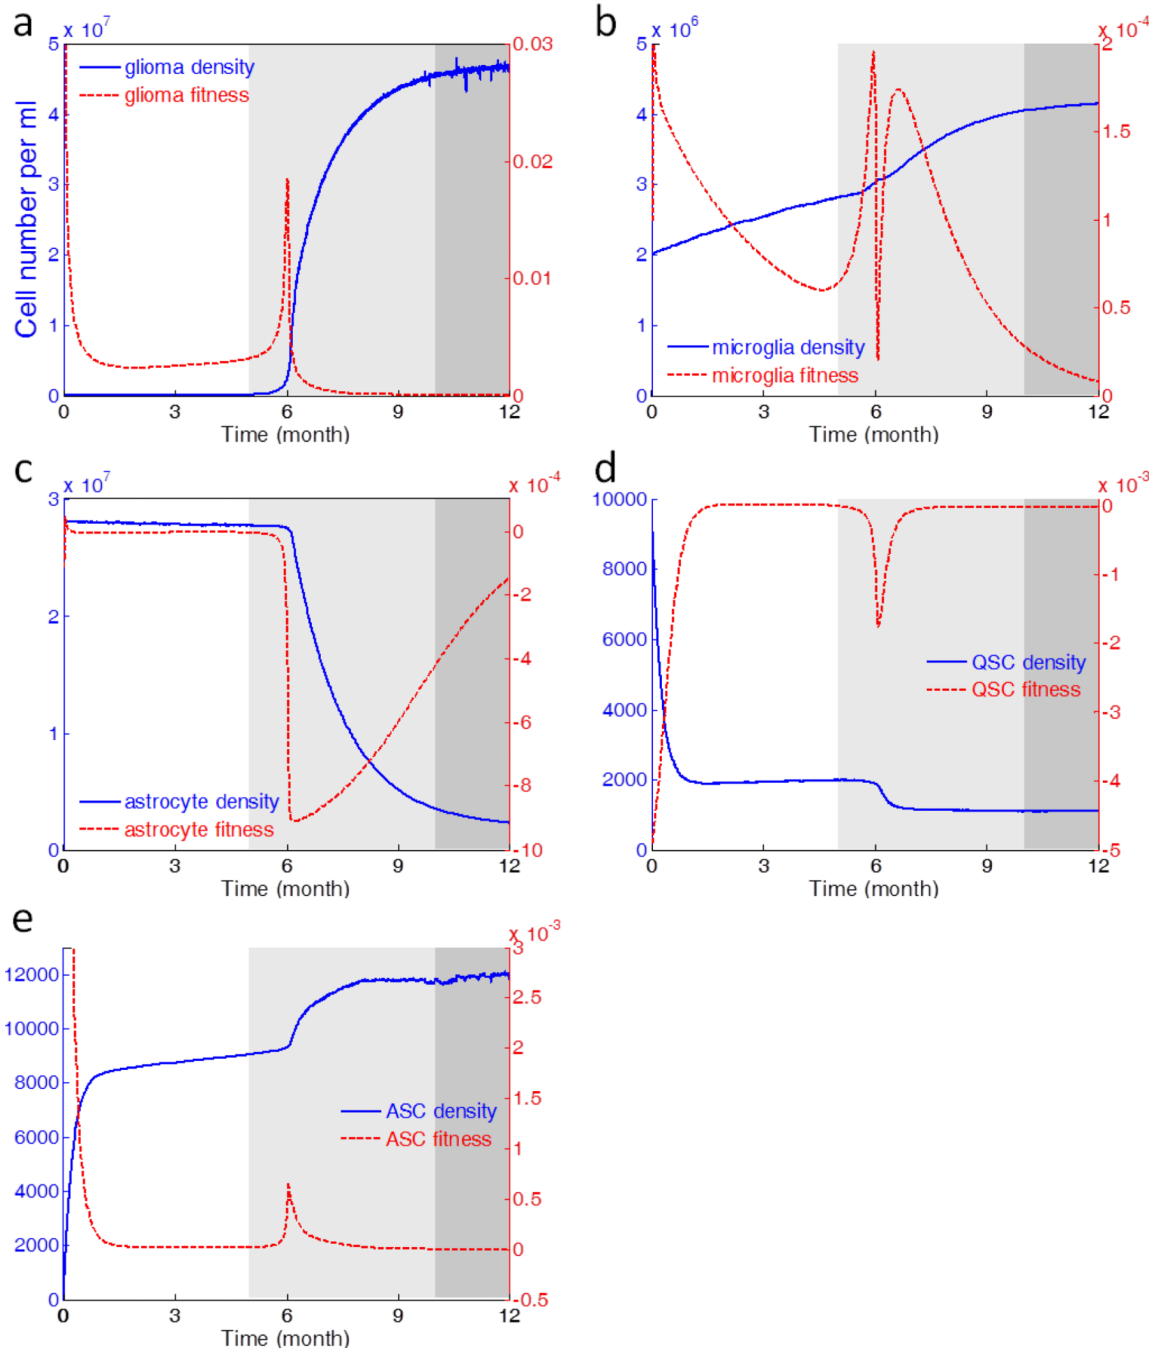 a
x 10^7
5
4
3
2
1
0
Cell number per ml
glioma density
glioma fitness
0.03
0.02
0.01
0
0
3
6
9
12
Time (month)
b
x 10^6
x 10^-4
5
4
3
2
1
0
microglia density
microglia fitness
2
1.5
1
0.5
0
0
3
6
9
12
Time (month)
c
x 10^7
x 10^-4
3
2
1
0
astrocyte density
astrocyte fitness
0
-2
-4
-6
-8
-10
0
3
6
9
12
Time (month)
d
x 10^-3
10000
8000
6000
4000
2000
0
QSC density
QSC fitness
0
-1
-2
-3
-4
-5
0
3
6
9
12
Time (month)
e
x 10^-3
12000
10000
8000
6000
4000
2000
0
ASC density
ASC fitness
3
2.5
2
1.5
1
0.5
0
-0.5
0
3
6
9
12
Time (month)